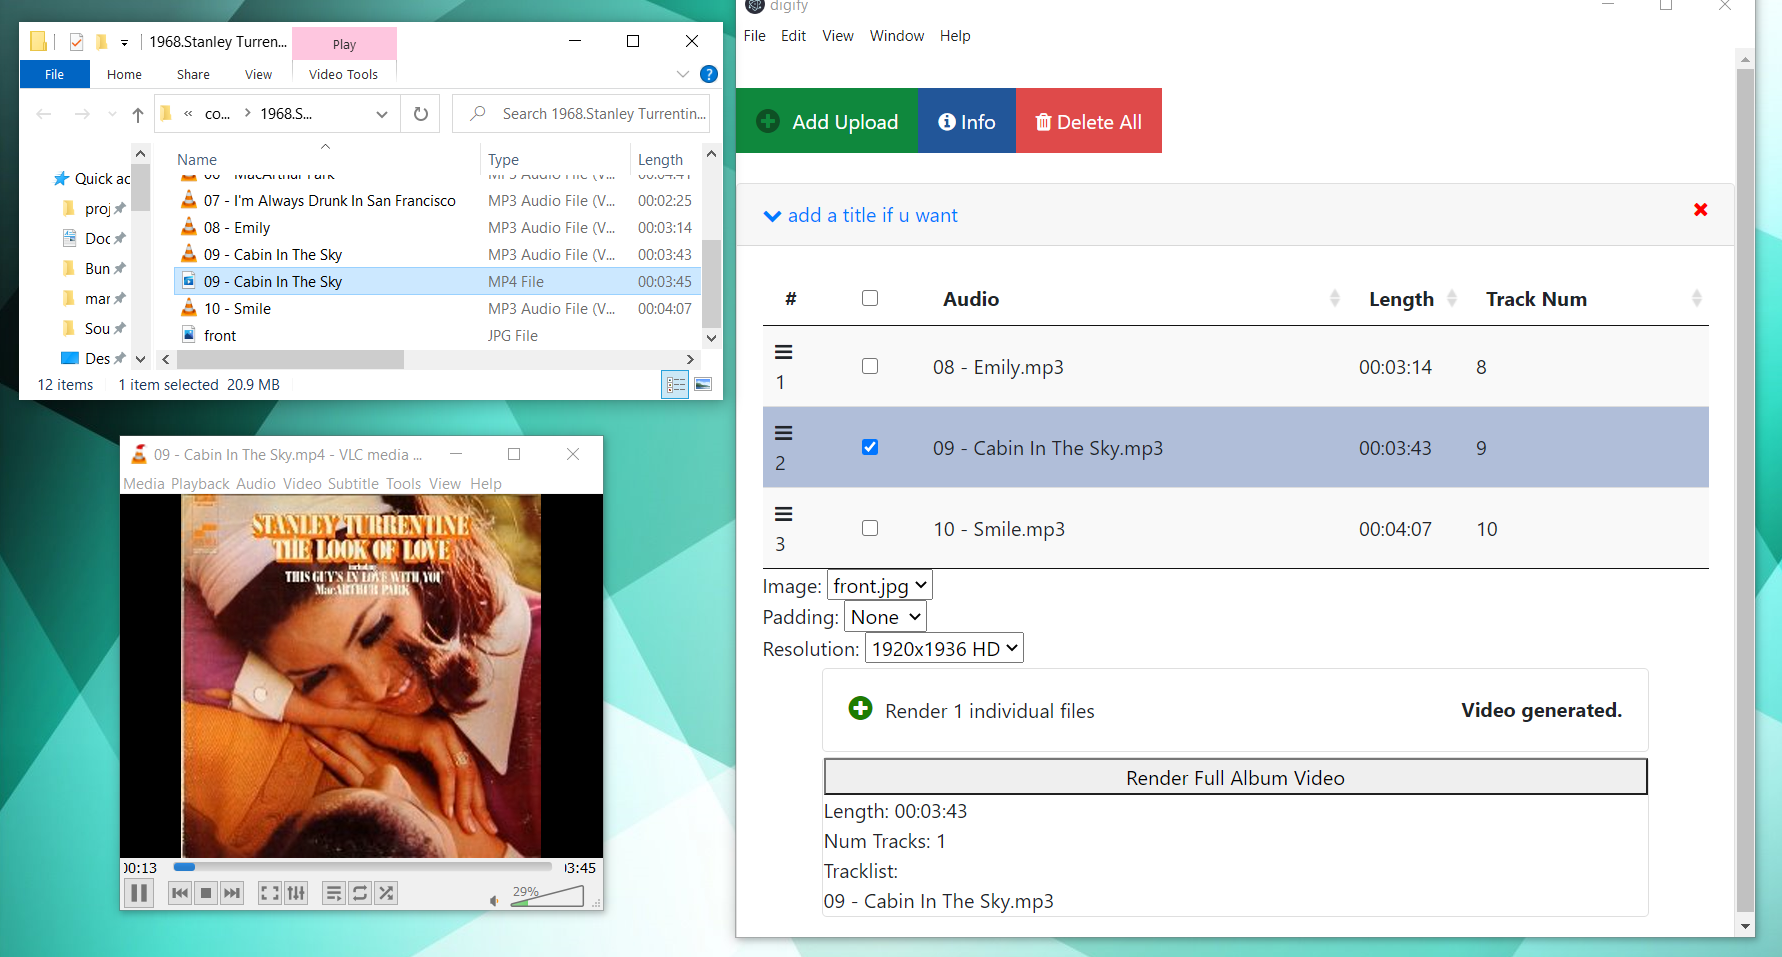 1968.Stanley Turren...
Play
File
Home
Share
View
Video Tools
?
«
co...
1968.S...
Search 1968.Stanley Turrentin...
Name
Type
Length
Quick ac
06 - MacArthur Park MP3 Audio File (V... 00:04:41
proj
07 - I'm Always Drunk In San Francisco MP3 Audio File (V... 00:02:25
Doc
08 - Emily MP3 Audio File (V... 00:03:14
Bun
09 - Cabin In The Sky MP3 Audio File (V... 00:03:43
mar
09 - Cabin In The Sky MP4 File 00:03:45
Sou
10 - Smile MP3 Audio File (V... 00:04:07
Des
front JPG File
12 items 1 item selected 20.9 MB
09 - Cabin In The Sky.mp4 - VLC media ...
Media Playback Audio Video Subtitle Tools View Help
STANLEY TURRENTINE
THE LOOK OF LOVE
including
THIS GUY'S IN LOVE WITH YOU
MacARTHUR PARK
00:13
03:45
29%
digify
File Edit View Window Help
Add Upload
Info
Delete All
add a title if u want
# Audio Length Track Num
1 08 - Emily.mp3 00:03:14 8
2 09 - Cabin In The Sky.mp3 00:03:43 9
3 10 - Smile.mp3 00:04:07 10
Image: front.jpg
Padding: None
Resolution: 1920x1936 HD
Render 1 individual files
Video generated.
Render Full Album Video
Length: 00:03:43
Num Tracks: 1
Tracklist:
09 - Cabin In The Sky.mp3